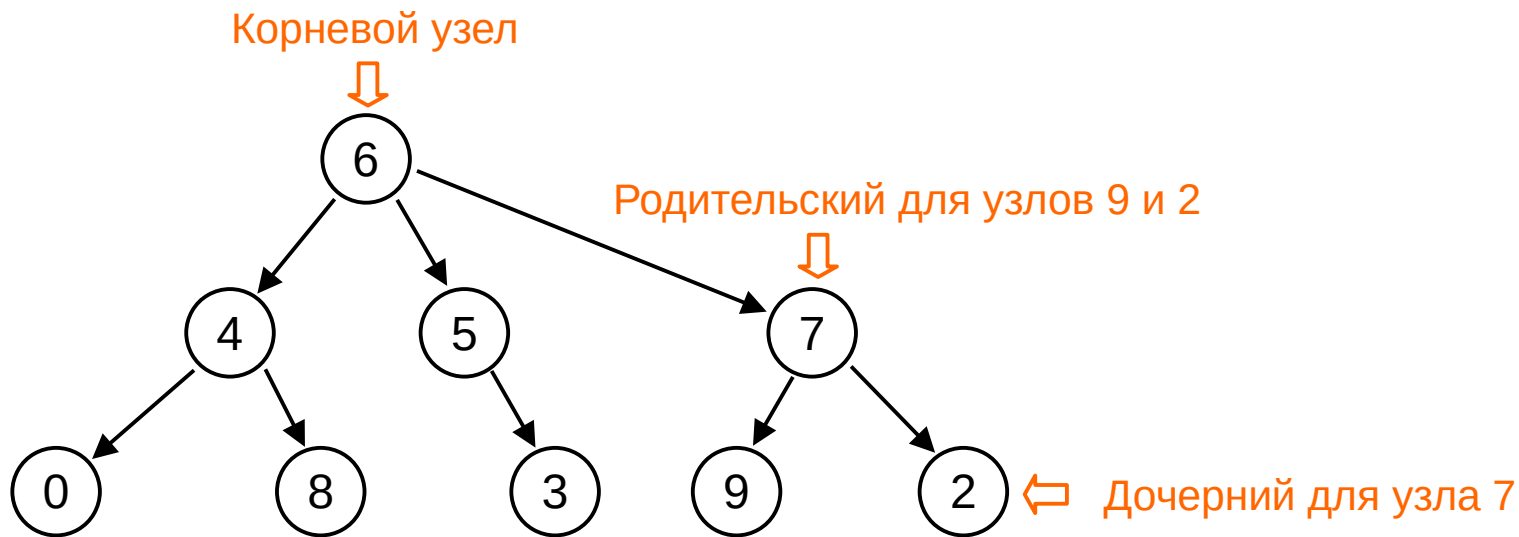 Корневой узел
6
Родительский для узлов 9 и 2
4 5 7
0 8 3 9 2 Дочерний для узла 7